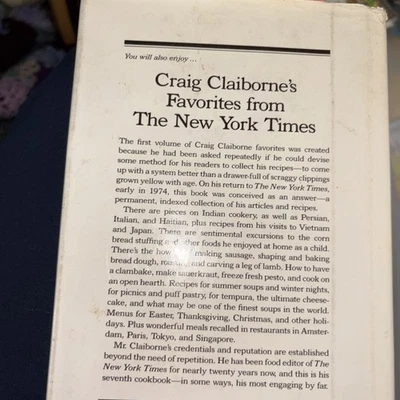 You will also enjoy ...
Craig Claiborne's
Favorites from
The New York Times
The first volume of Craig Claiborne favorites was created
because he had been asked repeatedly if he could devise
some method for his readers to collect his recipes—to come
up with a system better than a drawer-full of scraggly clippings
grown yellow with age. On his return to The New York Times,
early in 1974, this book was conceived as an answer—a
permanent, indexed collection of his articles and recipes.
There are pieces on Indian cookery, as well as Persian,
Italian, and Haitian, plus recipes from his visits to Vietnam
and Japan. There are sentimental excursions to the corn
bread stuffing and other foods he enjoyed at home as a child.
There's the how of making sausage, shaping and baking
bread dough, and carving a leg of lamb. How to have
a clambake, make sauerkraut, freeze fresh pesto, and cook on
an open hearth. Recipes for summer soups and winter nights,
for picnics and puff pastry, for tempura, the ultimate cheese-
cake, and what may be one of the finest soups in the world.
Menus for Easter, Thanksgiving, Christmas, and other holi-
days. Plus wonderful meals recalled in restaurants in Amster-
dam, Paris, Tokyo, and Singapore.
Mr. Claiborne's credentials and reputation are established
beyond the need of repetition. He has been food editor of The
New York Times for nearly twenty years now, and this is his
seventh cookbook—in some ways, his most engaging by far.